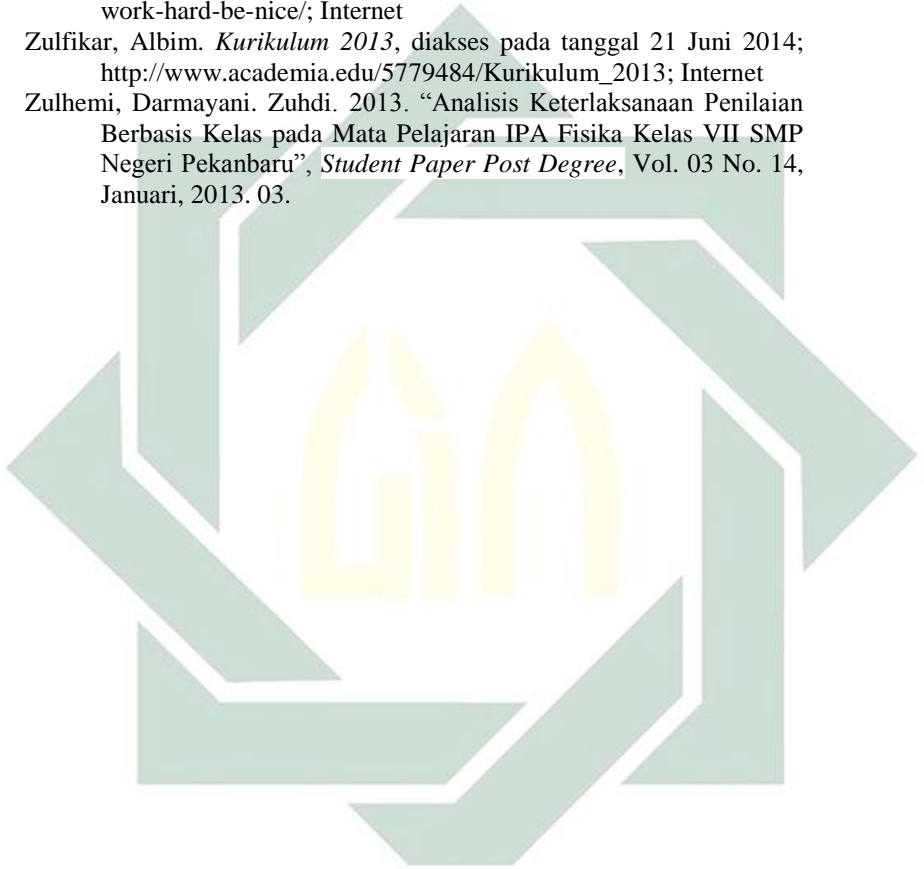 work-hard-be-nice/; Internet
Zulfikar, Albim. Kurikulum 2013, diakses pada tanggal 21 Juni 2014;
http://www.academia.edu/5779484/Kurikulum_2013; Internet
Zulhemi, Darmayani. Zuhdi. 2013. “Analisis Keterlaksanaan Penilaian
Berbasis Kelas pada Mata Pelajaran IPA Fisika Kelas VII SMP
Negeri Pekanbaru”, Student Paper Post Degree, Vol. 03 No. 14,
Januari, 2013. 03.